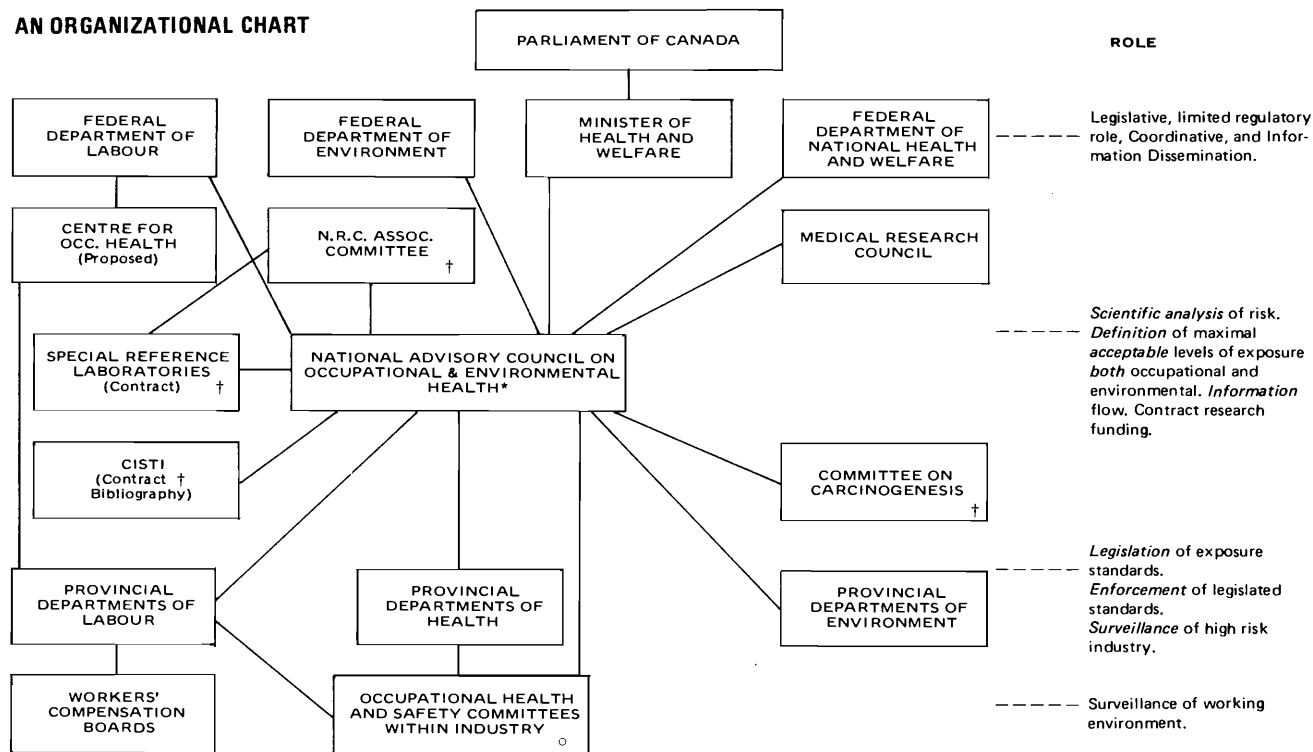 AN ORGANIZATIONAL CHART
PARLIAMENT OF CANADA
ROLE
FEDERAL
DEPARTMENT OF
LABOUR
FEDERAL
DEPARTMENT OF
ENVIRONMENT
MINISTER OF
HEALTH AND
WELFARE
FEDERAL
DEPARTMENT OF
NATIONAL HEALTH
AND WELFARE
Legislative, limited regulatory
role, Coordinative, and Infor-
mation Dissemination.
CENTRE FOR
OCC. HEALTH
(Proposed)
N.R.C. ASSOC.
COMMITTEE
†
MEDICAL RESEARCH
COUNCIL
SPECIAL REFERENCE
LABORATORIES
(Contract) †
NATIONAL ADVISORY COUNCIL ON
OCCUPATIONAL & ENVIRONMENTAL
HEALTH*
Scientific analysis of risk.
Definition of maximal
acceptable levels of exposure
both occupational and
environmental. Information
flow. Contract research
funding.
CISTI
(Contract †
Bibliography)
COMMITTEE ON
CARCINOGENESIS
†
PROVINCIAL
DEPARTMENTS OF
LABOUR
PROVINCIAL
DEPARTMENTS OF
HEALTH
PROVINCIAL
DEPARTMENTS OF
ENVIRONMENT
Legislation of exposure
standards.
Enforcement of legislated
standards.
Surveillance of high risk
industry.
WORKERS'
COMPENSATION
BOARDS
OCCUPATIONAL HEALTH
AND SAFETY COMMITTEES
WITHIN INDUSTRY
○
Surveillance of working
environment.